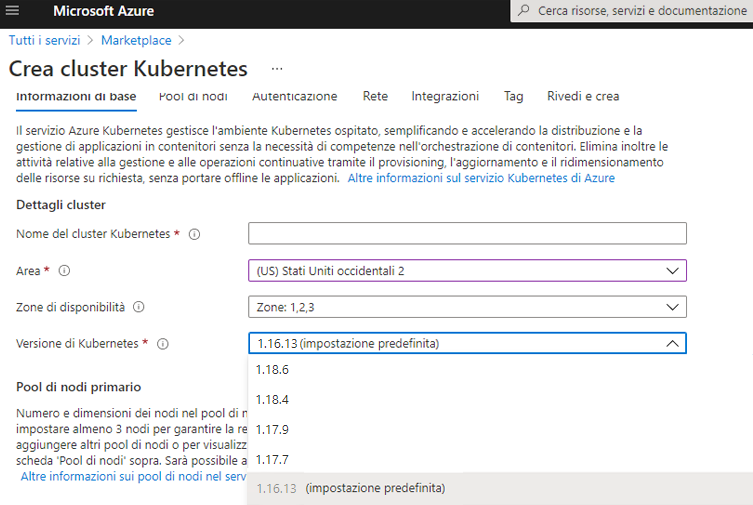 Microsoft Azure
Cerca risorse, servizi e documentazione
Tutti i servizi > Marketplace >
Crea cluster Kubernetes ...
Informazioni di base Pool di nodi Autenticazione Rete Integrazioni Tag Rivedi e crea
Il servizio Azure Kubernetes gestisce l'ambiente Kubernetes ospitato, semplificando e accelerando la distribuzione e la
gestione di applicazioni in contenitori senza la necessità di competenze nell'orchestrazione di contenitori. Elimina inoltre le
attività relative alla gestione e alle operazioni continuative tramite il provisioning, l'aggiornamento e il ridimensionamento
delle risorse su richiesta, senza portare offline le applicazioni. Altre informazioni sul servizio Kubernetes di Azure
Dettagli cluster
Nome del cluster Kubernetes *
Area *
(US) Stati Uniti occidentali 2
Zone di disponibilità
Zone: 1,2,3
Versione di Kubernetes *
1.16.13 (impostazione predefinita)
1.18.6
1.18.4
1.17.9
1.17.7
1.16.13 (impostazione predefinita)
Pool di nodi primario
Numero e dimensioni dei nodi nel pool di n
impostare almeno 3 nodi per garantire la re
aggiungere altri pool di nodi o per visualizz
scheda 'Pool di nodi' sopra. Sarà possibile a
Altre informazioni sui pool di nodi nel serv